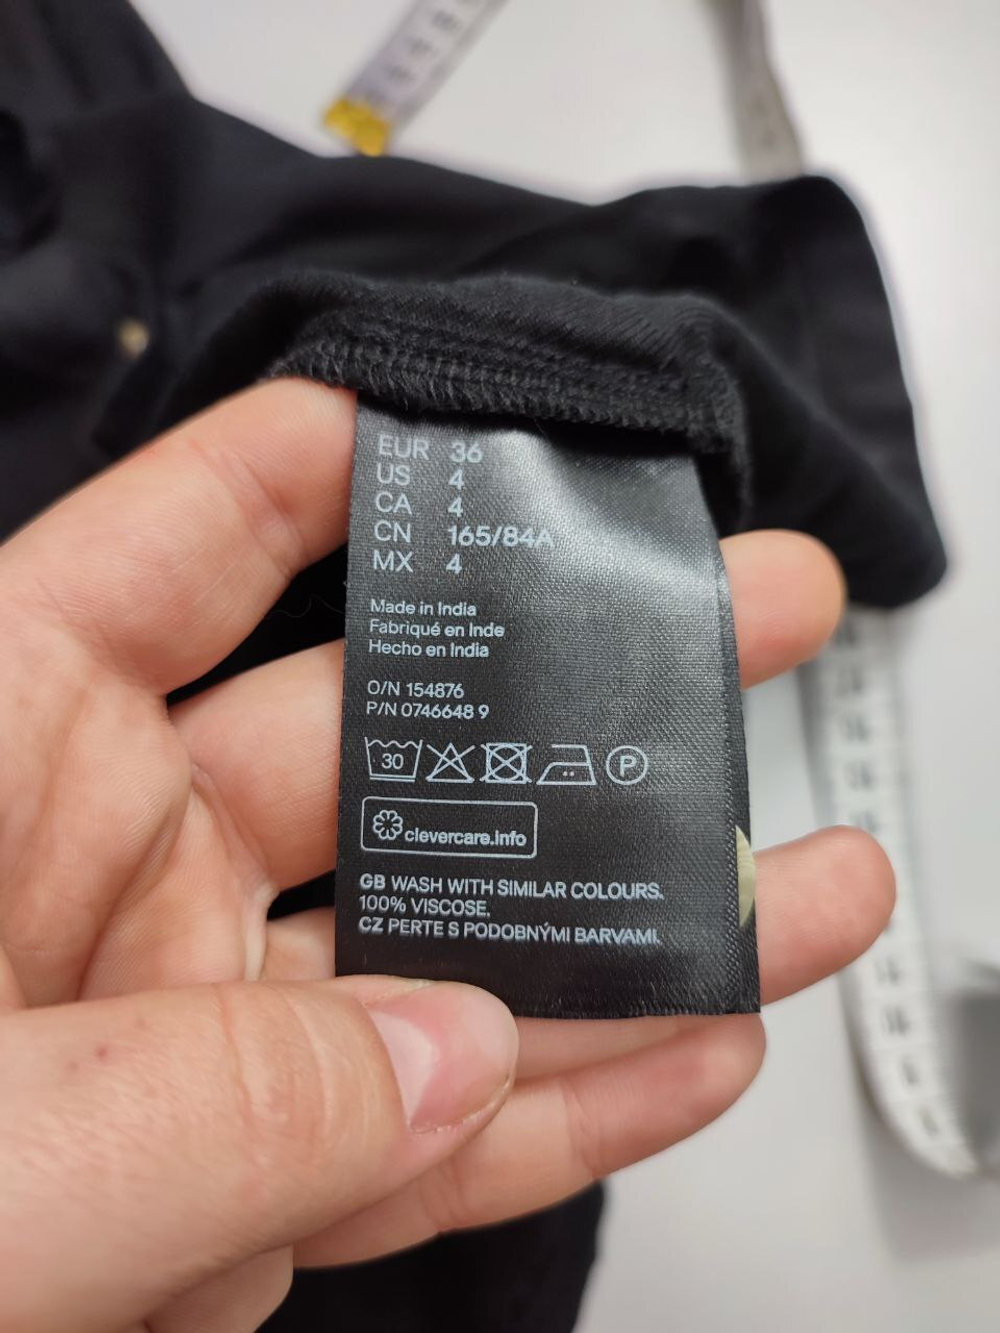 EUR 36
US 4
CA 4
CN 165/84A
MX 4
Made in India
Fabriqué en Inde
Hecho en India
O/N 154876
P/N 0746648 9
30
P
clevercare.info
GB WASH WITH SIMILAR COLOURS.
100% VISCOSE.
CZ PERTE S PODOBNÝMI BARVAMI.